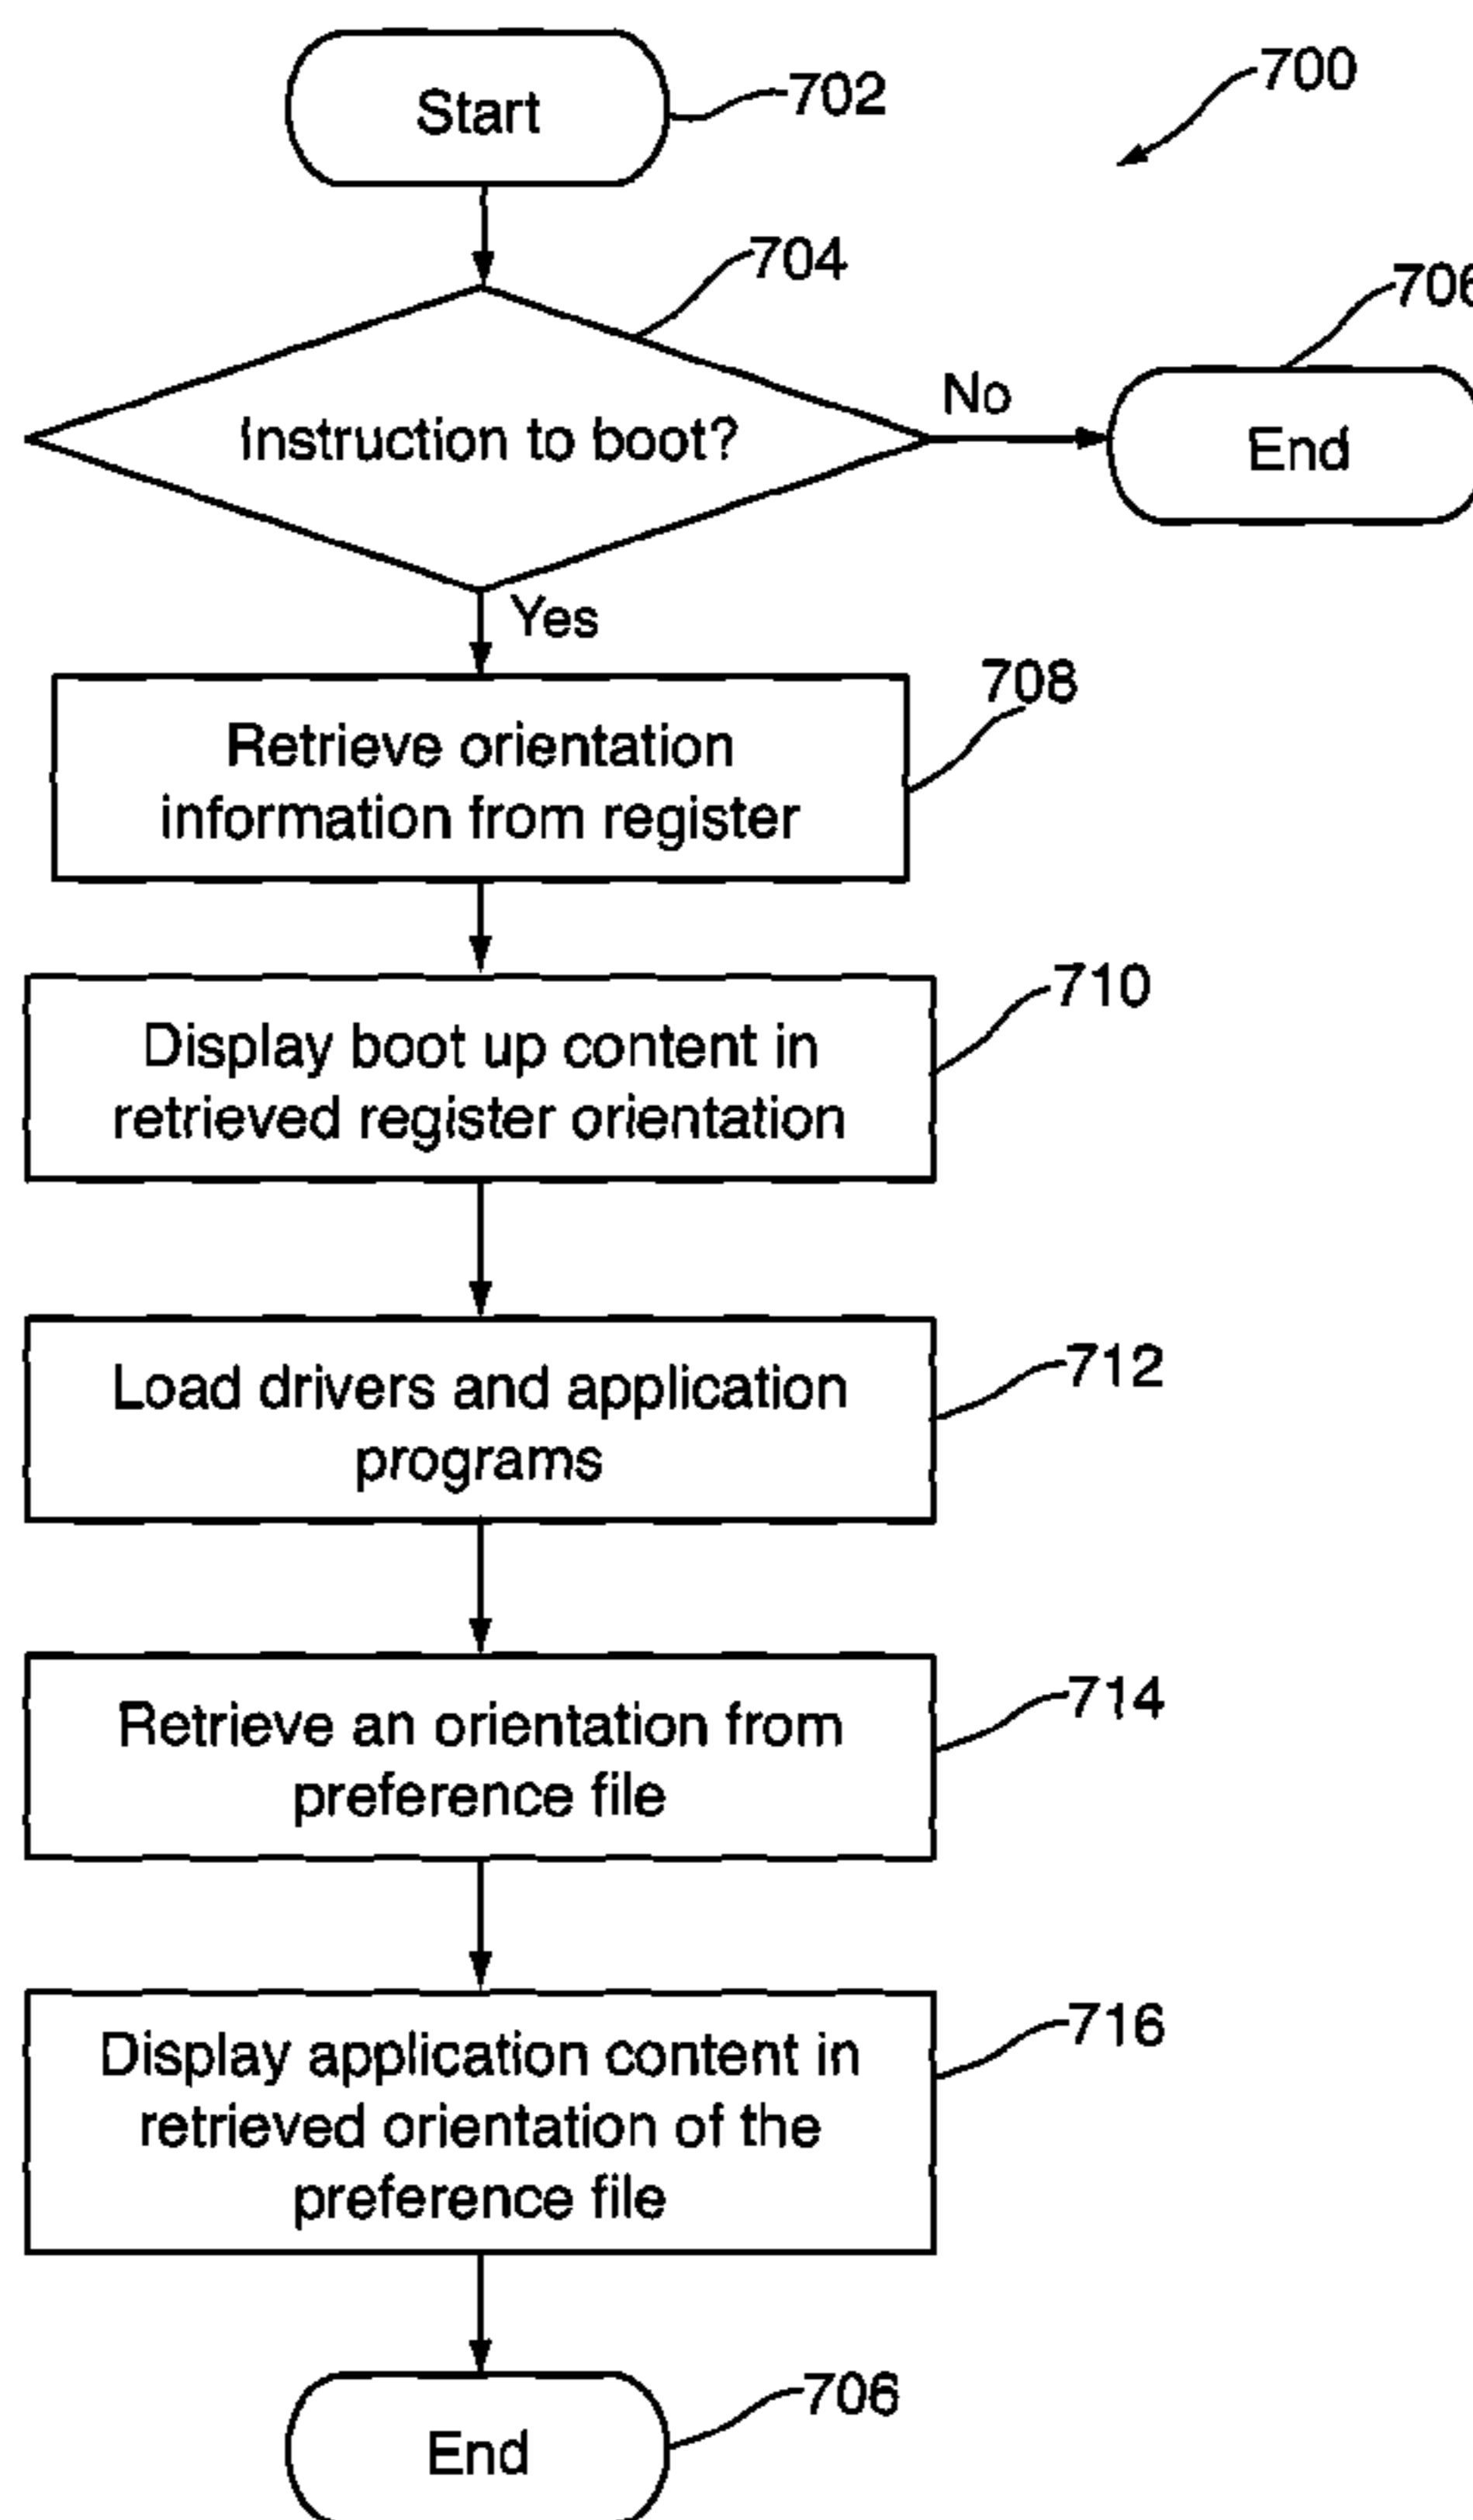 Start
702
700
704
Instruction to boot?
No
706
End
Yes
708
Retrieve orientation
information from register
710
Display boot up content in
retrieved register orientation
712
Load drivers and application
programs
714
Retrieve an orientation from
preference file
716
Display application content in
retrieved orientation of the
preference file
706
End